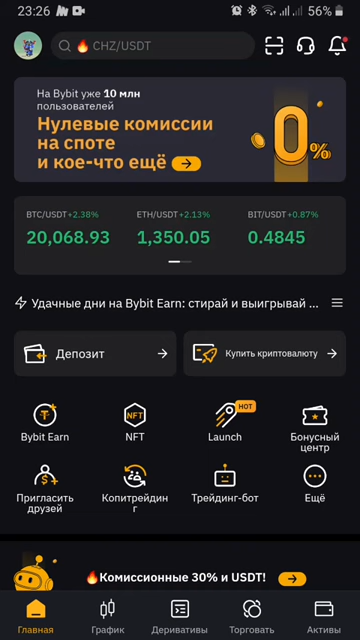 23:26
56%
🔥 CHZ/USDT
На Bybit уже 10 млн
пользователей
Нулевые комиссии
на споте
и кое-что ещё
0%
BTC/USDT+2.38%
ETH/USDT+2.13%
BIT/USDT+0.87%
20,068.93
1,350.05
0.4845
Удачные дни на Bybit Earn: стирай и выигрывай ...
Депозит
Купить криптовалюту
NFT
HOT
Bybit Earn
NFT
Launch
Бонусный
центр
Пригласить
друзей
Копитрейдин
г
Трейдинг-бот
Ещё
🔥Комиссионные 30% и USDT!
Главная
График
Деривативы
Торговать
Активы